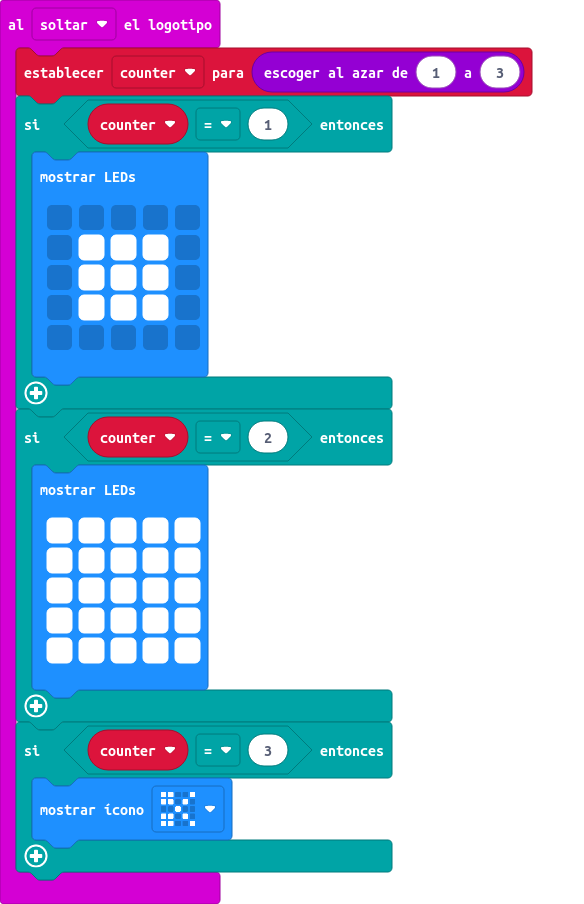 al soltar el logotipo
establecer counter para escoger al azar de 1 a 3
si counter = 1 entonces
mostrar LEDs
si counter = 2 entonces
mostrar LEDs
si counter = 3 entonces
mostrar ícono